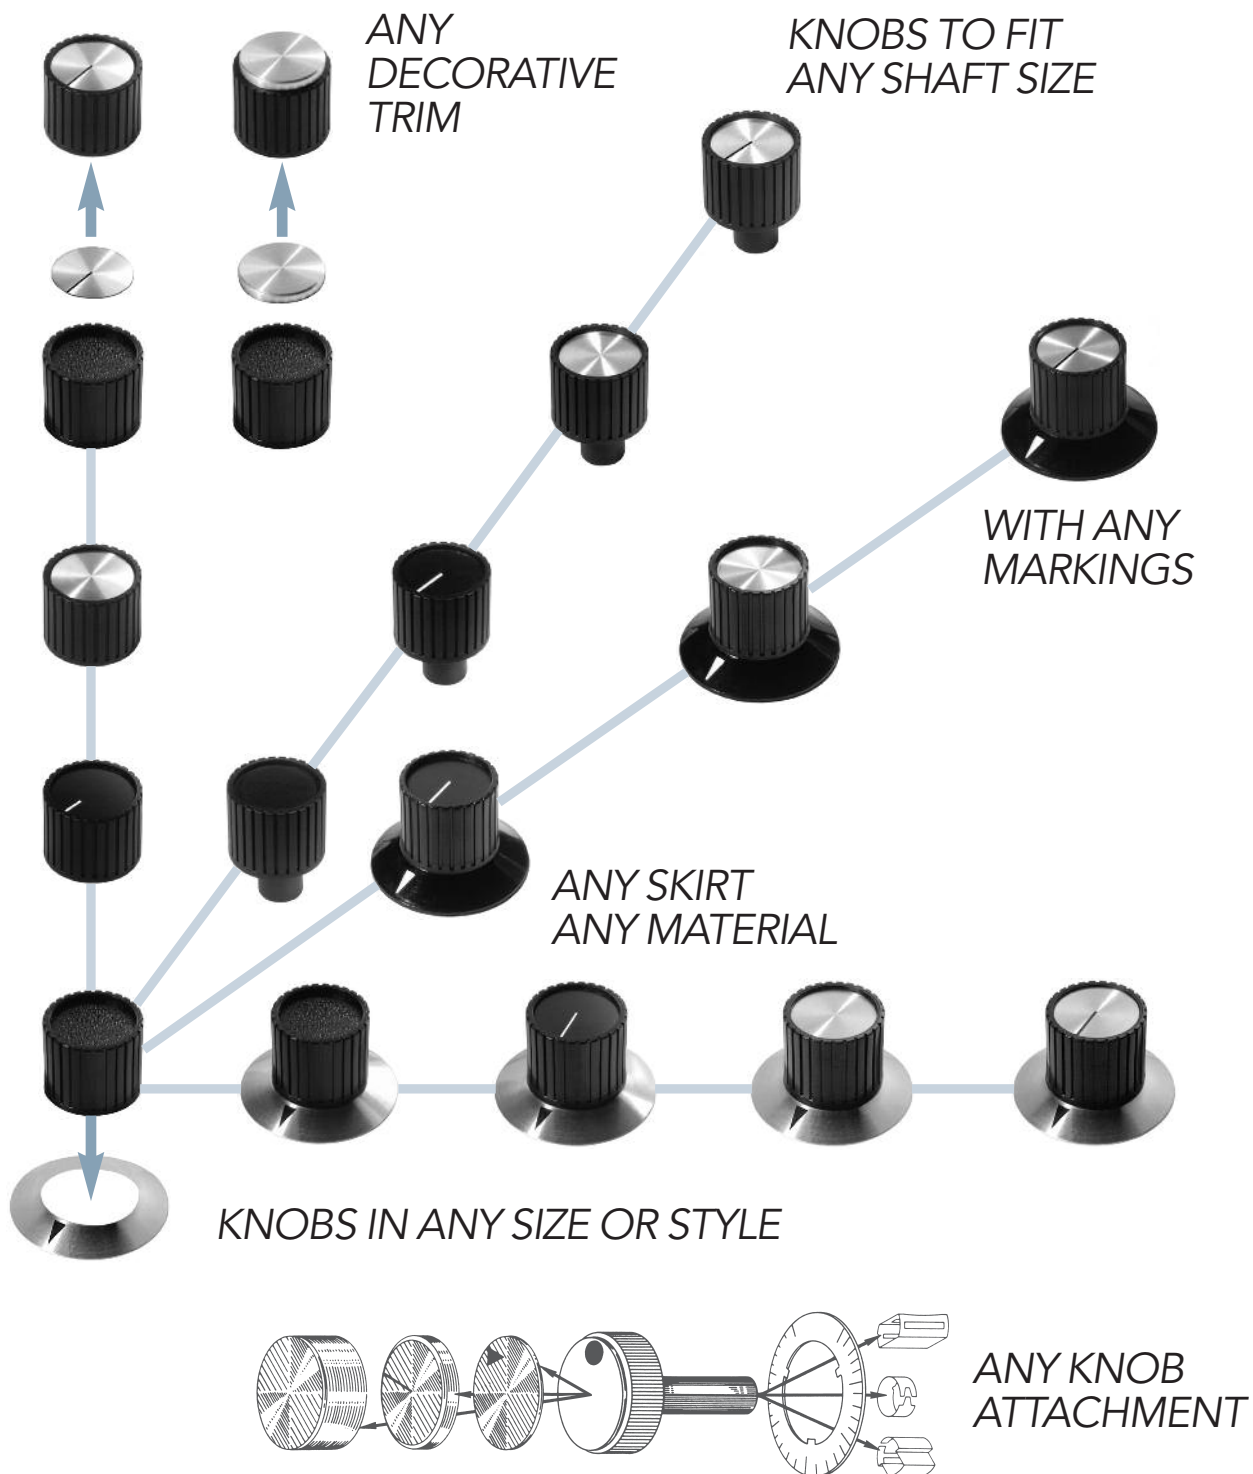 ANY
DECORATIVE
TRIM
KNOBS TO FIT
ANY SHAFT SIZE
WITH ANY
MARKINGS
ANY SKIRT
ANY MATERIAL
KNOBS IN ANY SIZE OR STYLE
ANY KNOB
ATTACHMENT